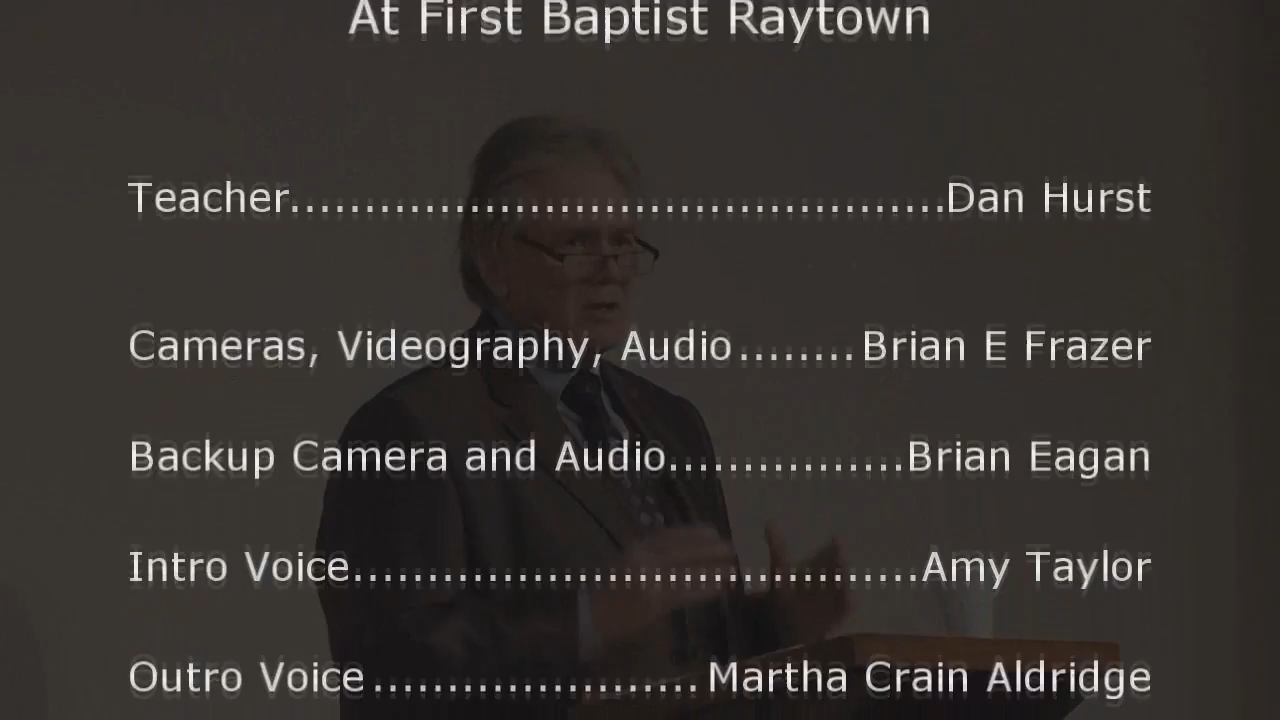 At First Baptist Raytown
Teacher............................................Dan Hurst
Cameras, Videography, Audio........Brian E Frazer
Backup Camera and Audio................Brian Eagan
Intro Voice......................................Amy Taylor
Outro Voice......................Martha Crain Aldridge